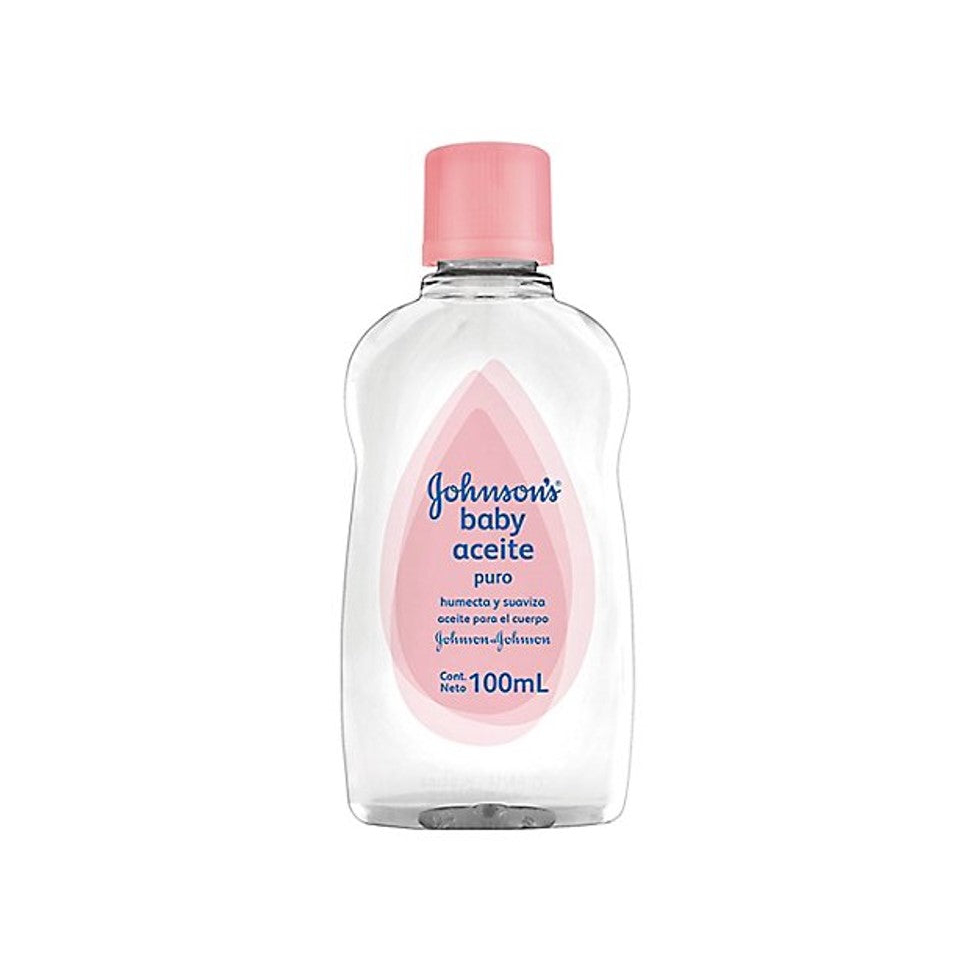 Johnson's®
baby
aceite
puro
humecta y suaviza
aceite para el cuerpo
Johnson & Johnson
Cont.
Neto 100mL